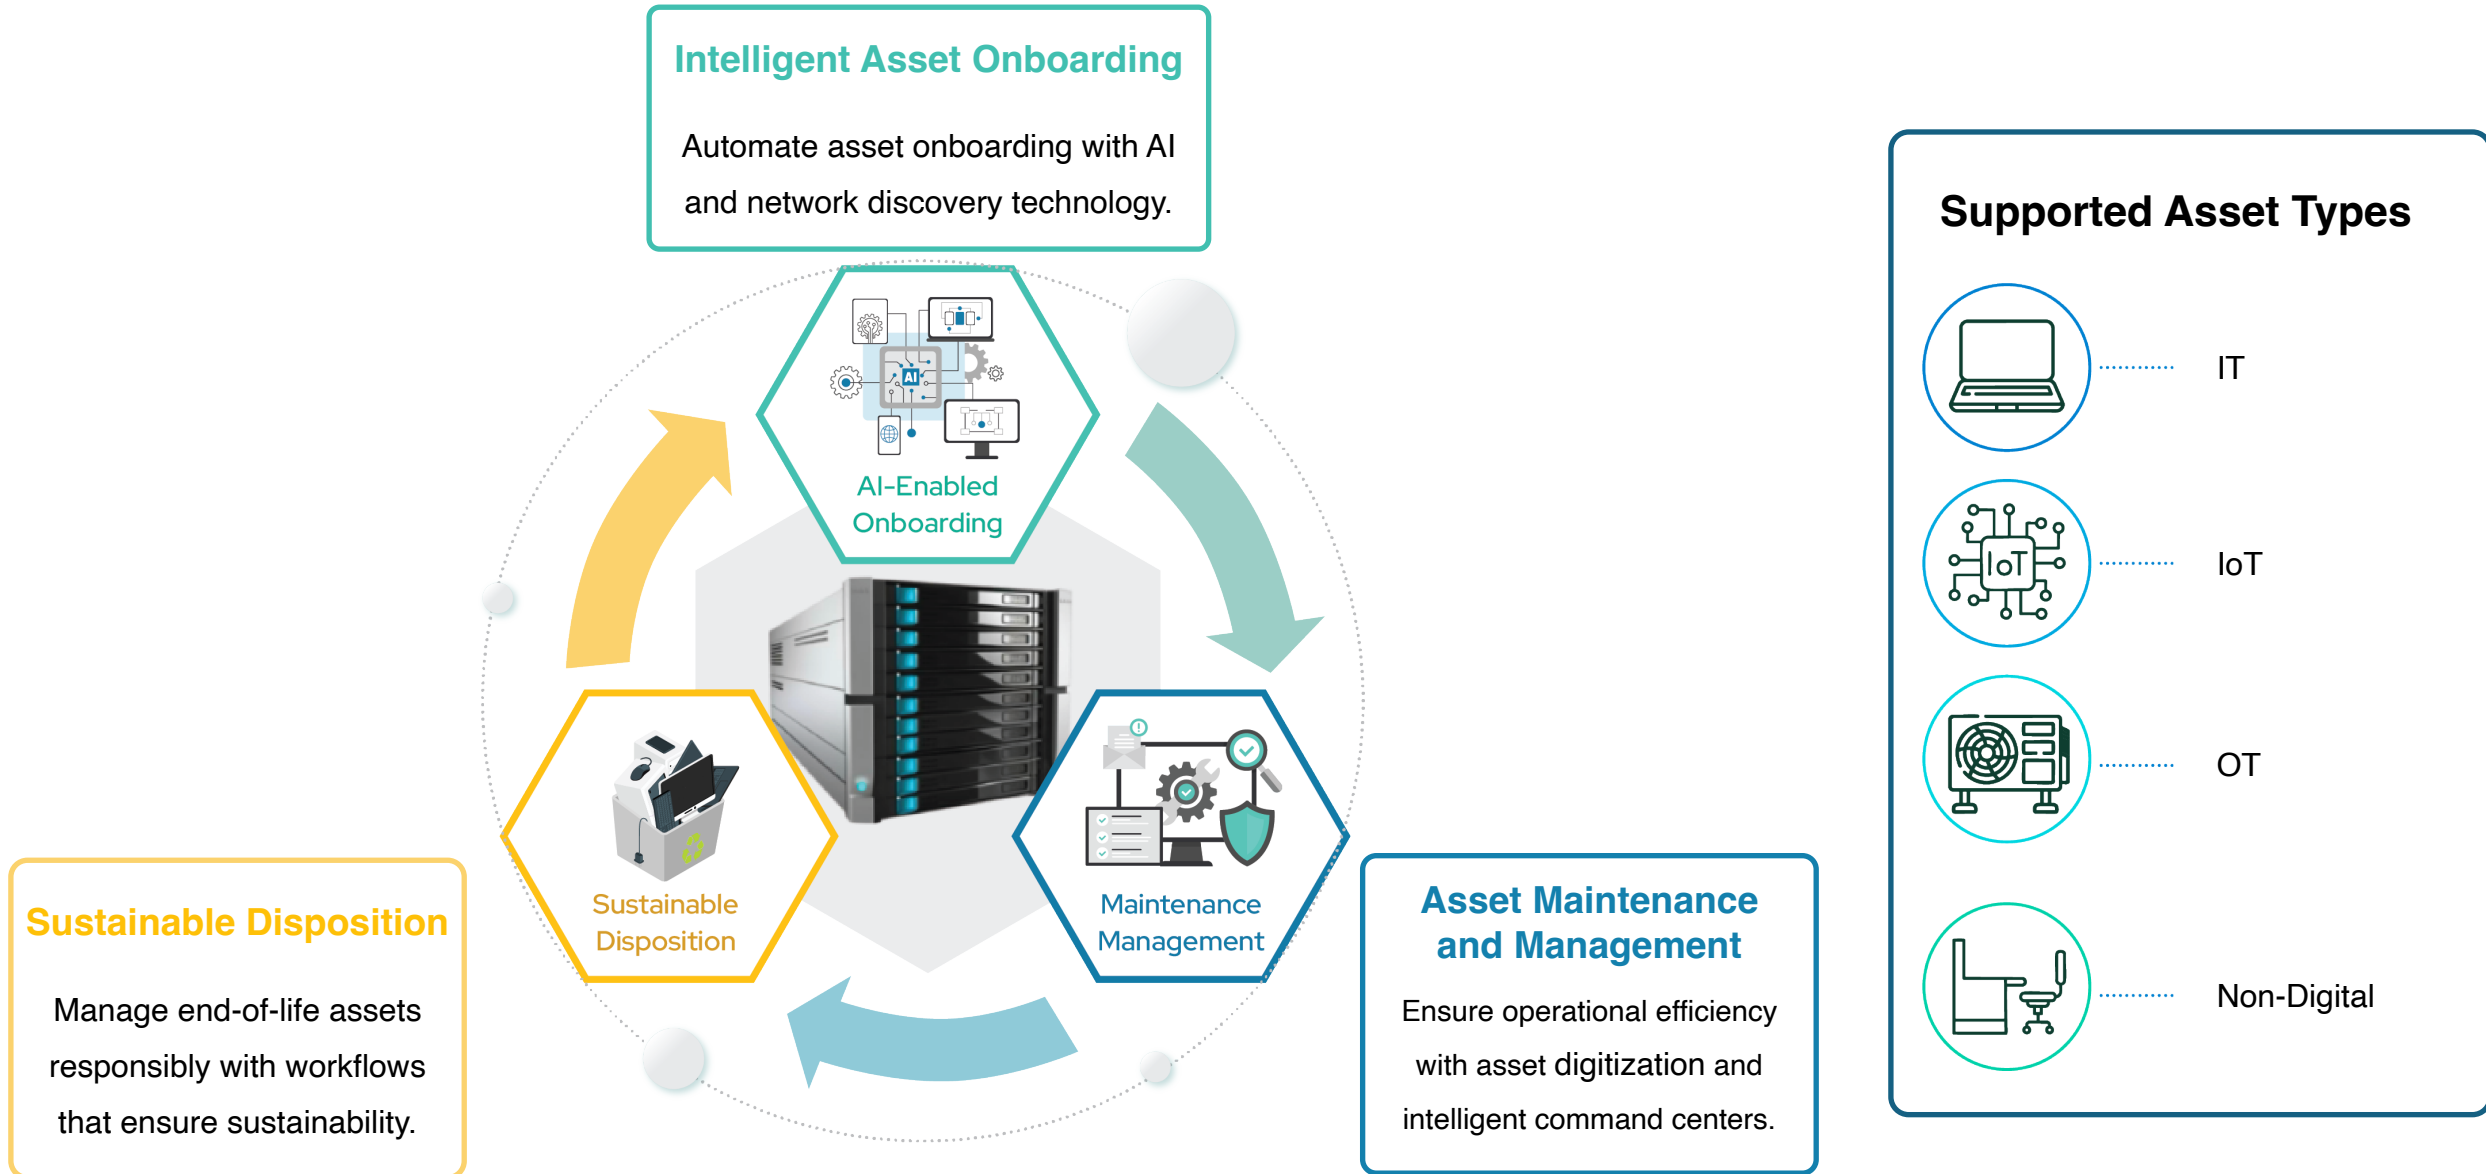 Intelligent Asset Onboarding
Automate asset onboarding with AI
and network discovery technology.
AI
AI-Enabled
Onboarding
Sustainable
Disposition
Maintenance
Management
Sustainable Disposition
Manage end-of-life assets
responsibly with workflows
that ensure sustainability.
Asset Maintenance
and Management
Ensure operational efficiency
with asset digitization and
intelligent command centers.
Supported Asset Types
IT
IoT
IoT
OT
Non-Digital